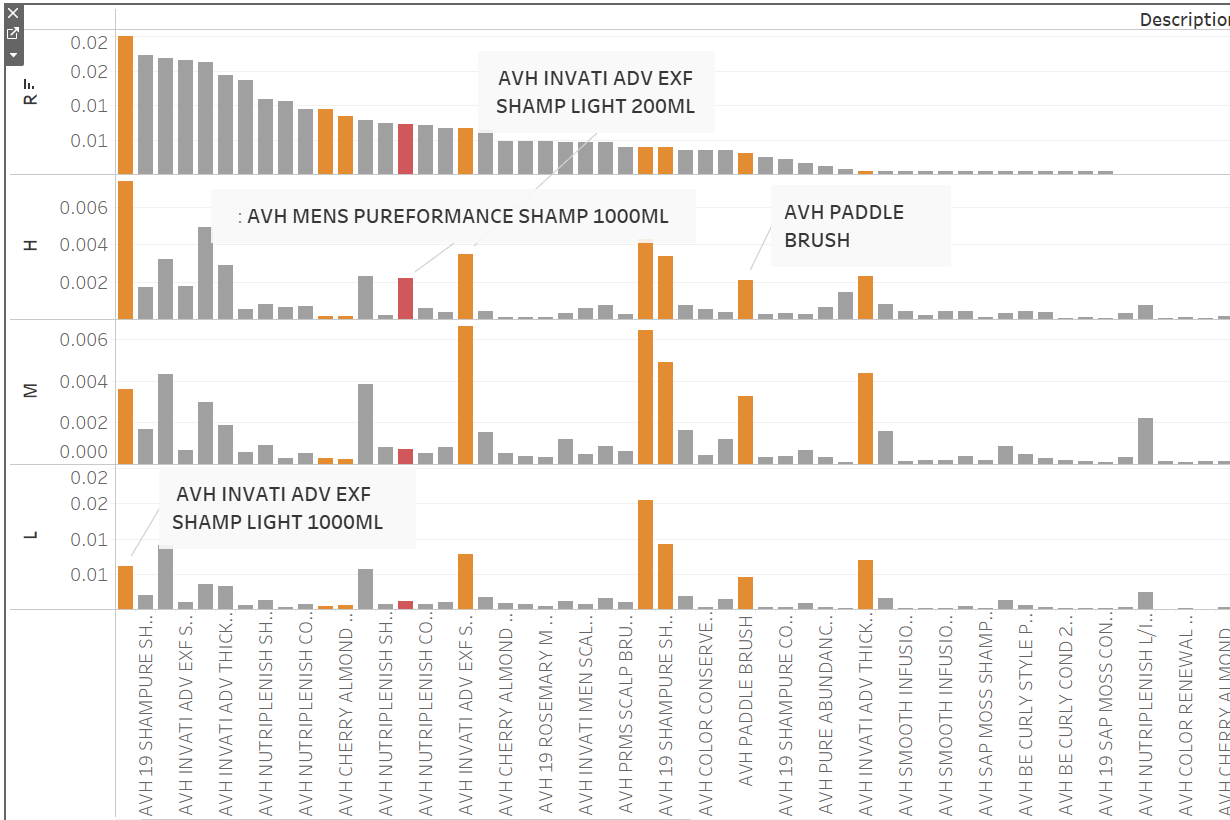 Description
RF
0.02
0.02
0.01
0.01
AVH INVATI ADV EXF
SHAMP LIGHT 200ML
H
0.006
0.004
0.002
: AVH MENS PUREFORMANCE SHAMP 1000ML
AVH PADDLE
BRUSH
M
0.006
0.004
0.002
0.000
L
0.02
0.02
0.01
0.01
AVH INVATI ADV EXF
SHAMP LIGHT 1000ML
AVH 19 SHAMPURE SH..
AVH INVATI ADV EXF S..
AVH INVATI ADV THICK..
AVH NUTRIPLENISH SH..
AVH NUTRIPLENISH CO..
AVH CHERRY ALMOND ..
AVH NUTRIPLENISH SH..
AVH NUTRIPLENISH CO..
AVH INVATI ADV EXF S..
AVH CHERRY ALMOND ..
AVH 19 ROSEMARY M ..
AVH INVATI MEN SCAL..
AVH PRMS SCALP BRU..
AVH 19 SHAMPURE SH..
AVH COLOR CONSERVE..
AVH PADDLE BRUSH
AVH 19 SHAMPURE CO..
AVH PURE ABUNDANC..
AVH INVATI ADV THICK..
AVH SMOOTH INFUSIO..
AVH SMOOTH INFUSIO..
AVH SAP MOSS SHAMP..
AVH BE CURLY STYLE P..
AVH BE CURLY COND 2..
AVH 19 SAP MOSS CON..
AVH NUTRIPLENISH L/I..
AVH COLOR RENEWAL ..
AVH CHERRY ALMOND